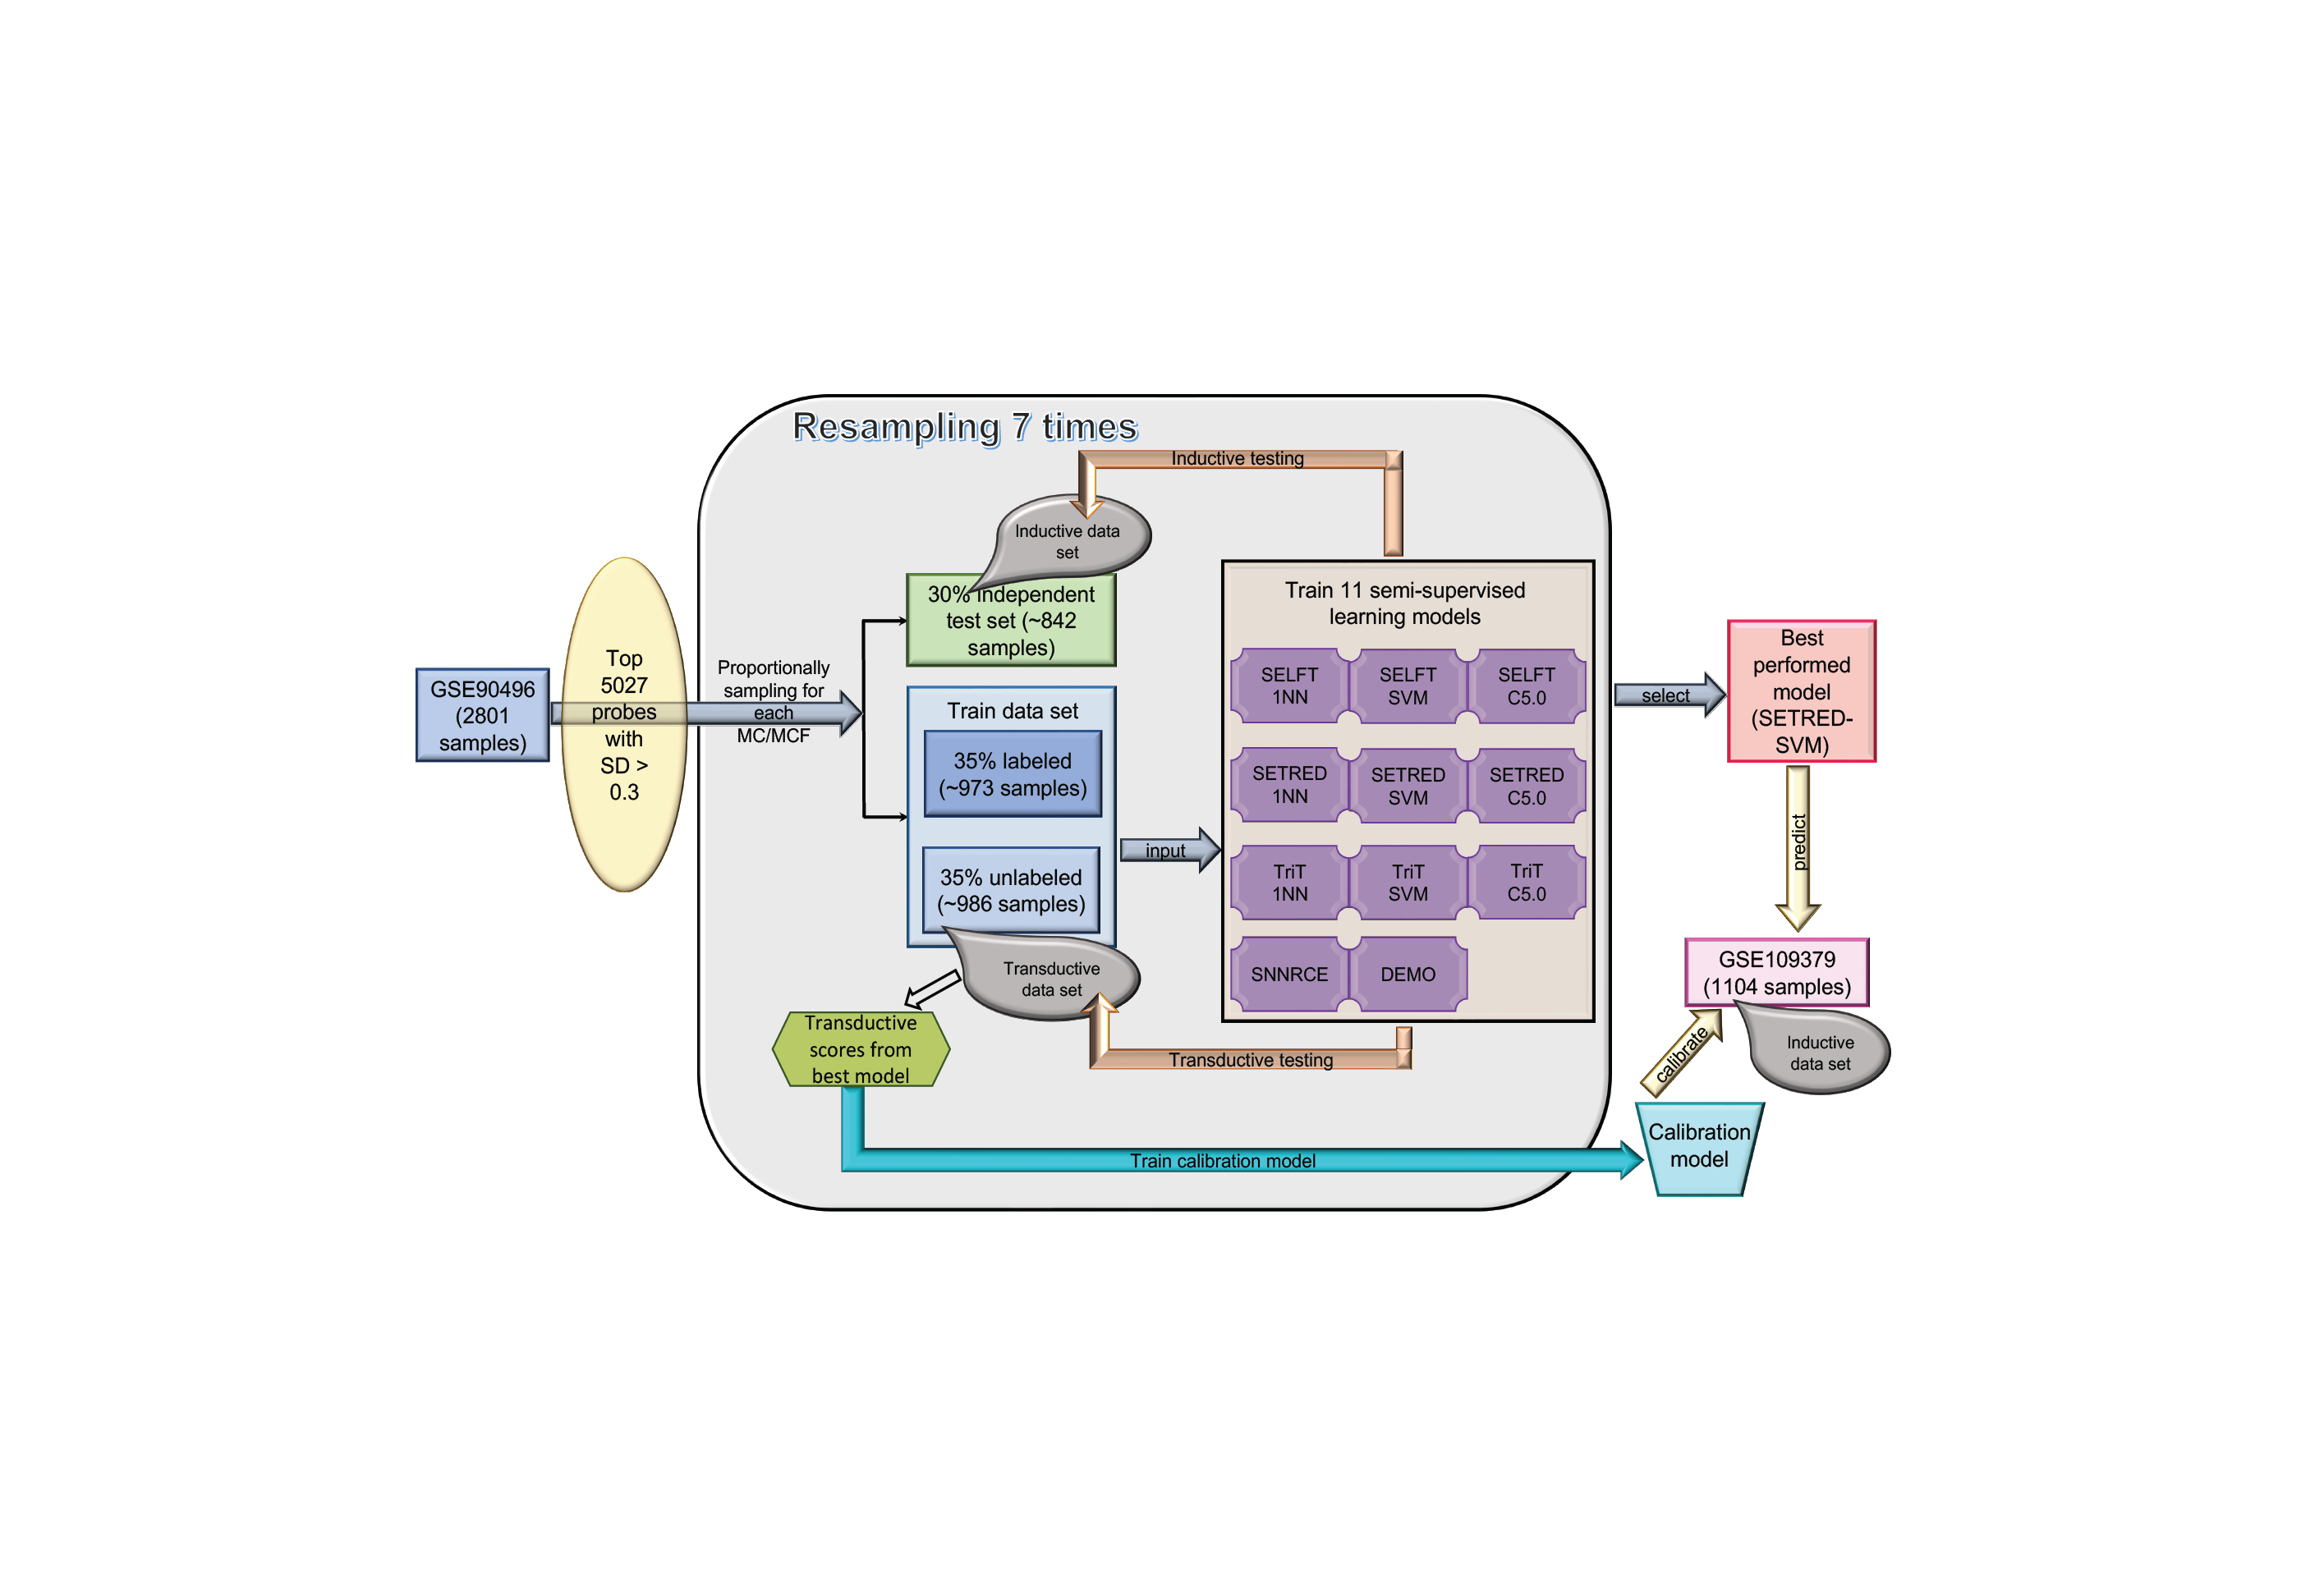 Resampling 7 times
Inductive testing
Inductive data
set
30% independent
test set (~842
samples)
GSE90496
(2801
samples)
Top
5027
probes
with
SD >
0.3
Proportionally
sampling for
each
MC/MCF
Train data set
35% labeled
(~973 samples)
35% unlabeled
(~986 samples)
Transductive
data set
Transductive
scores from
best model
input
Train 11 semi-supervised
learning models
SELFT
1NN
SELFT
SVM
SELFT
C5.0
SETRED
1NN
SETRED
SVM
SETRED
C5.0
TriT
1NN
TriT
SVM
TriT
C5.0
SNNRCE
DEMO
Transductive testing
Train calibration model
select
Best
performed
model
(SETRED-
SVM)
predict
GSE109379
(1104 samples)
Inductive
data set
calibrate
Calibration
model